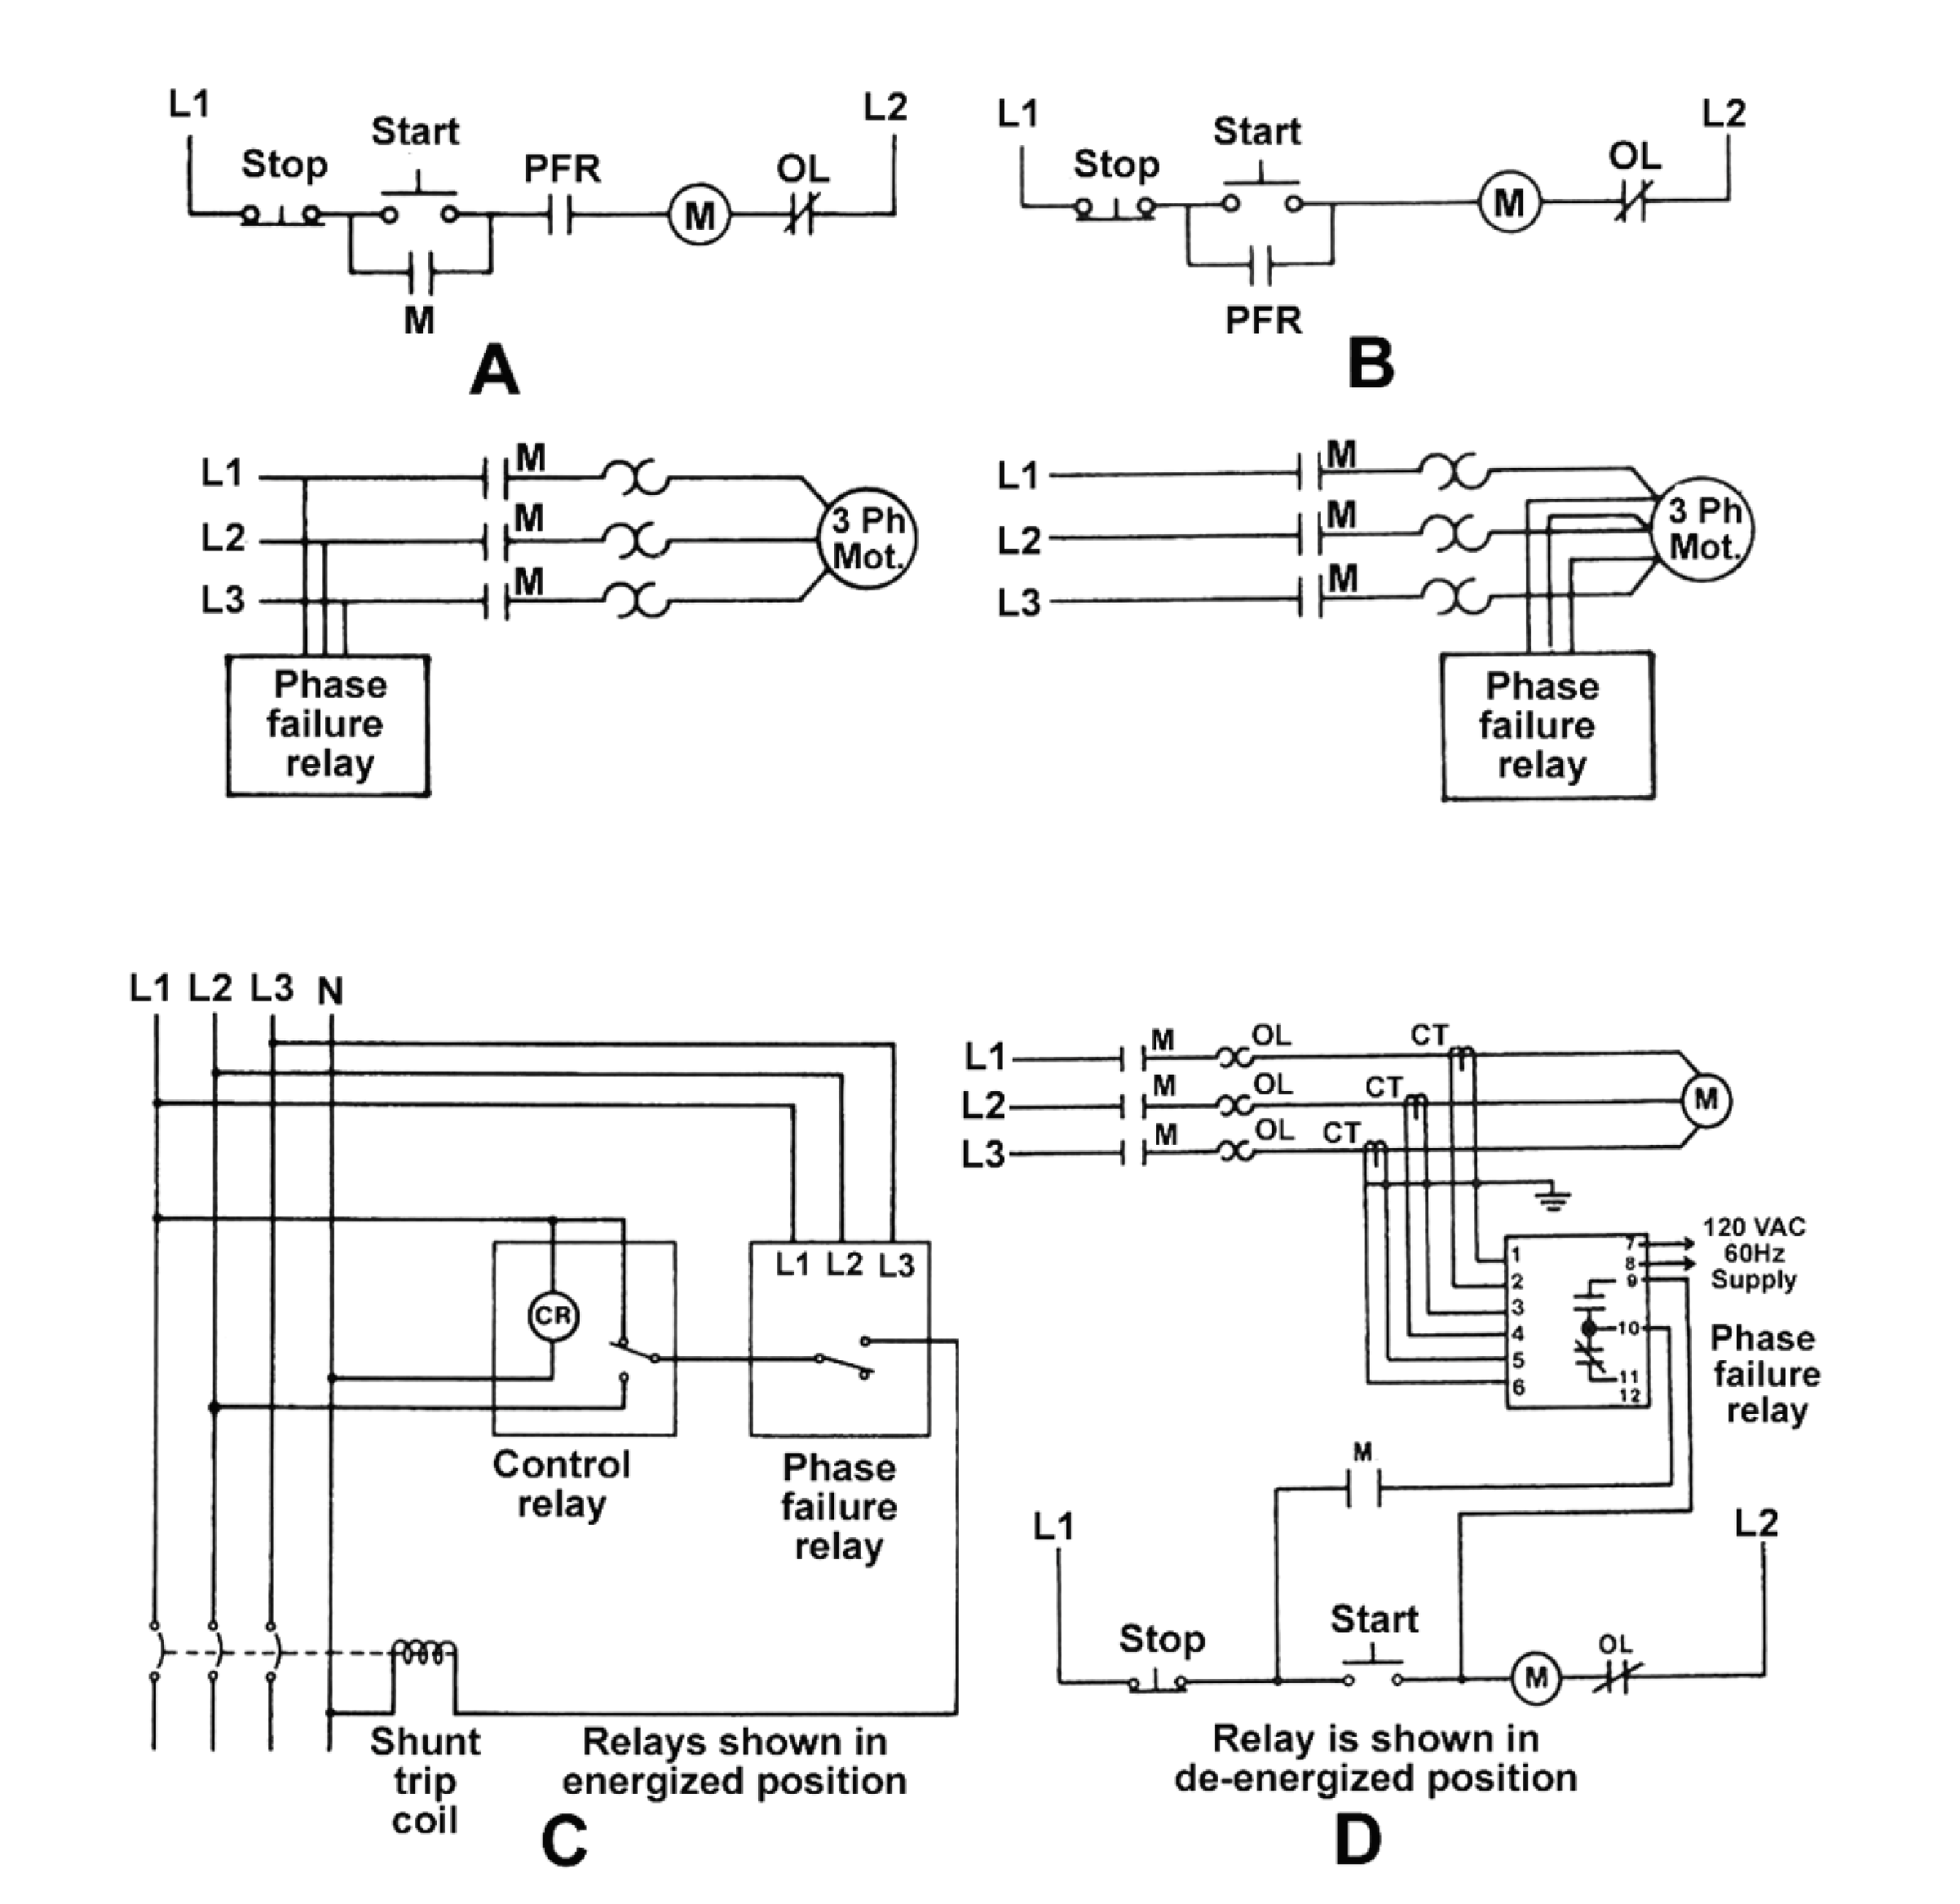 L1
L2
Stop
Start
PFR
M
OL
M
A
L1
L2
Stop
Start
M
OL
PFR
B
L1
M
L2
M
L3
M
3 Ph
Mot.
Phase
failure
relay
L1
M
L2
M
L3
M
3 Ph
Mot.
Phase
failure
relay
L1 L2 L3 N
L1 L2 L3
CR
Control
relay
Phase
failure
relay
Shunt
trip
coil
Relays shown in
energized position
C
L1
M
OL
CT
L2
M
OL
CT
L3
M
OL
CT
M
1
2
3
4
5
6
7
8
9
10
11
12
120 VAC
60Hz
Supply
Phase
failure
relay
M
L1
L2
Stop
Start
M
OL
Relay is shown in
de-energized position
D